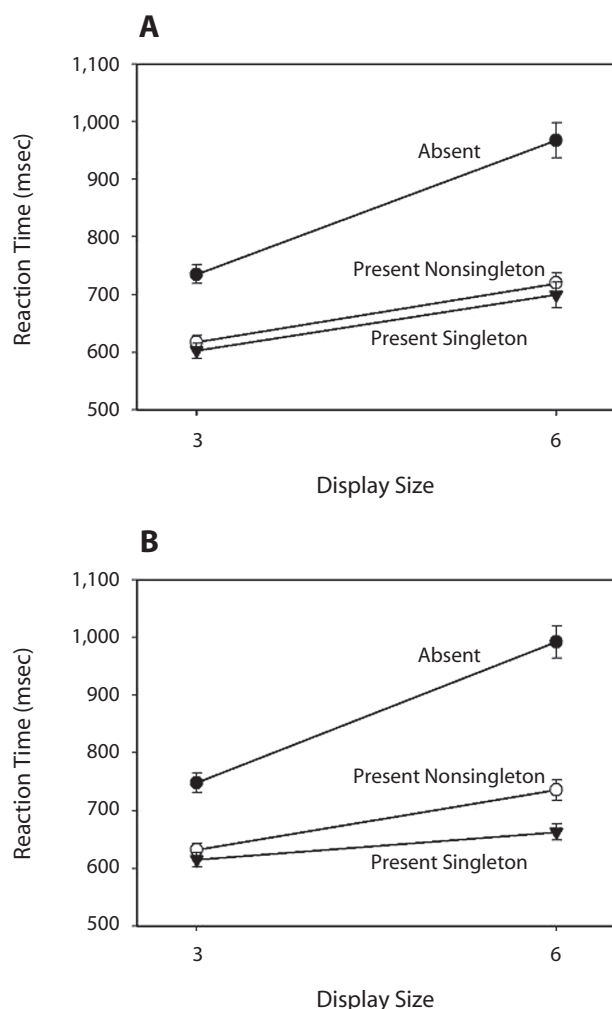 A
1,100
1,000
900
800
700
600
500
Reaction Time (msec)
Absent
Present Nonsingleton
Present Singleton
3 6
Display Size
B
1,100
1,000
900
800
700
600
500
Reaction Time (msec)
Absent
Present Nonsingleton
Present Singleton
3 6
Display Size